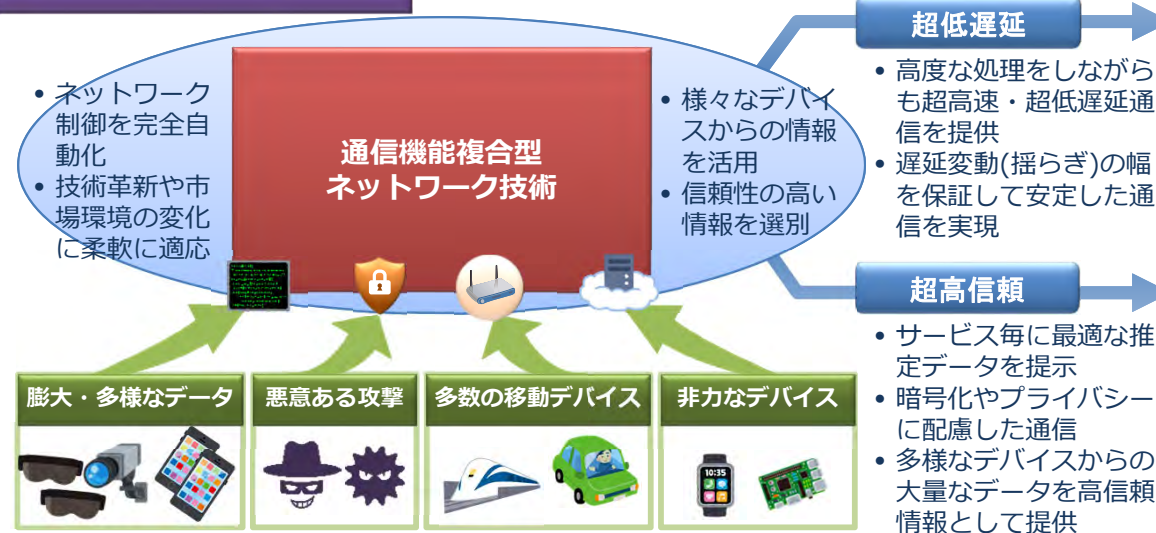 • ネットワーク
制御を完全自
動化
• 技術革新や市
場環境の変化
に柔軟に適応
通信機能複合型
ネットワーク技術
• 様々なデバイ
スからの情報
を活用
• 信頼性の高い
情報を選別
超低遅延
• 高度な処理をしながら
も超高速・超低遅延通
信を提供
• 遅延変動(揺らぎ)の幅
を保証して安定した通
信を実現
超高信頼
• サービス毎に最適な推
定データを提示
• 暗号化やプライバシー
に配慮した通信
• 多様なデバイスからの
大量なデータを高信頼
情報として提供
膨大・多様なデータ
悪意ある攻撃
多数の移動デバイス
非力なデバイス
10:35